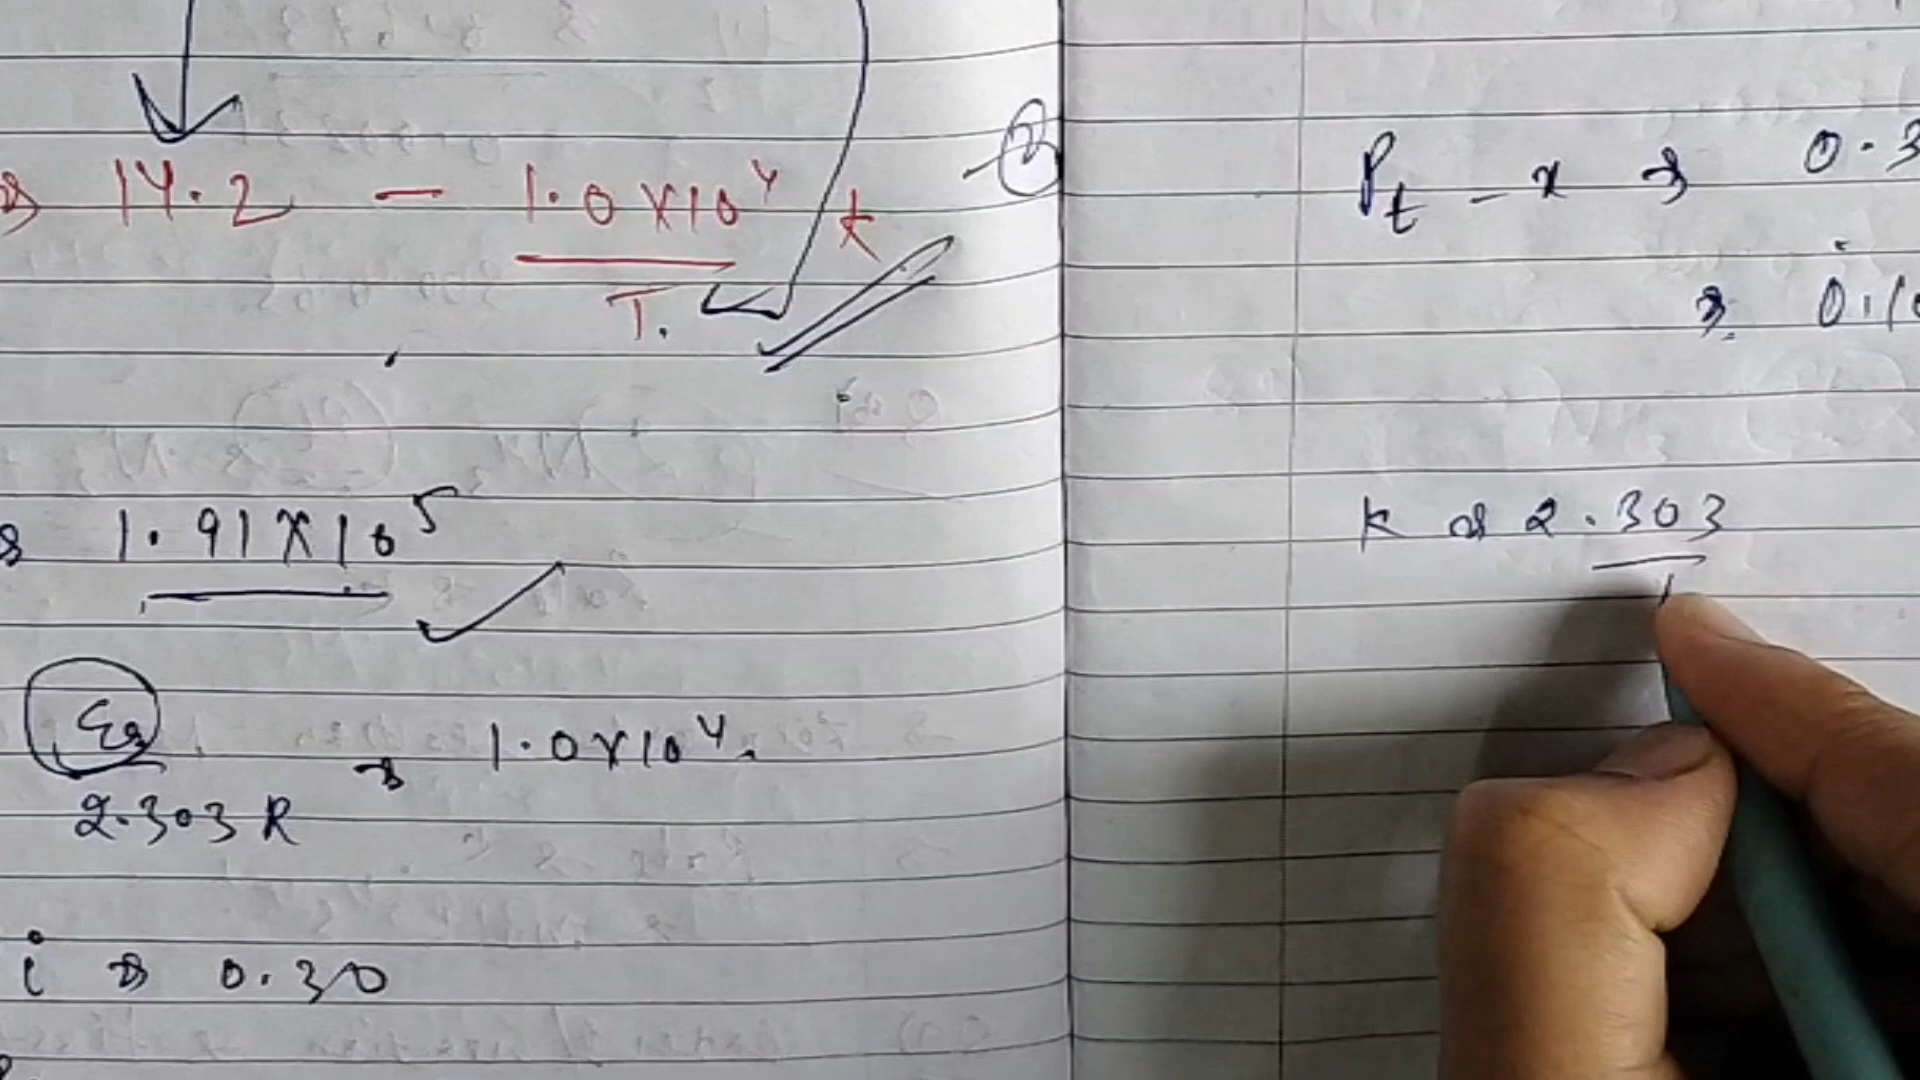 ⇒ 14.2 - 1.0 × 10⁴ k
T.
②
⇒ 1.91 × 10⁵
Ea ⇒ 1.0 × 10⁴
2.303 R
i ⇒ 0.30
Pt - x ⇒ 0.3
⇒ 0.1
k ⇒ 2.303